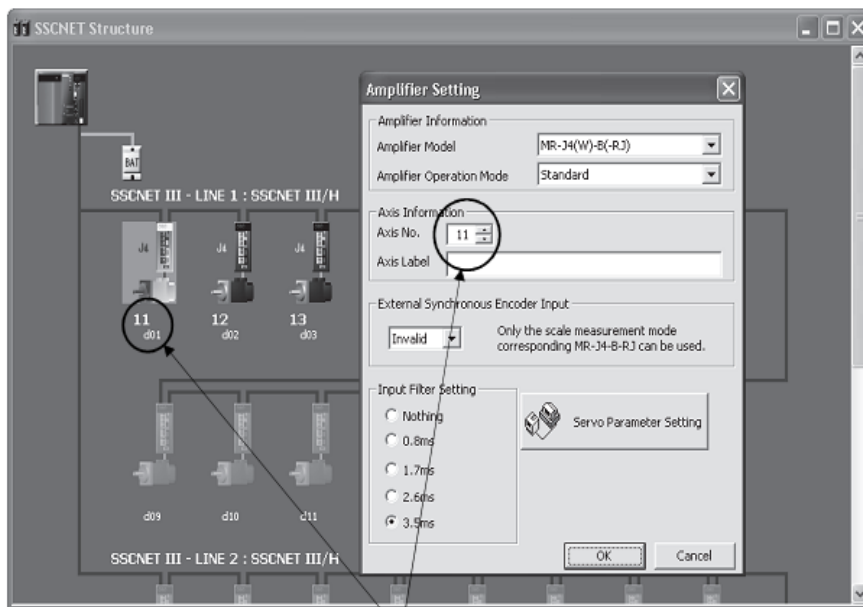 SSCNET Structure
BAT
SSCNET III - LINE 1 : SSCNET III/H
J4 J4 J4
11 12 13
d01 d02 d03
d09 d10 d11
SSCNET III - LINE 2 : SSCNET III/H
Amplifier Setting
Amplifier Information
Amplifier Model MR-J4(W)-B(-RJ)
Amplifier Operation Mode Standard
Axis Information
Axis No. 11
Axis Label
External Synchronous Encoder Input
Invalid Only the scale measurement mode
corresponding MR-J4-B-RJ can be used.
Input Filter Setting
Nothing
0.8ms
1.7ms
2.6ms
3.5ms
Servo Parameter Setting
OK Cancel